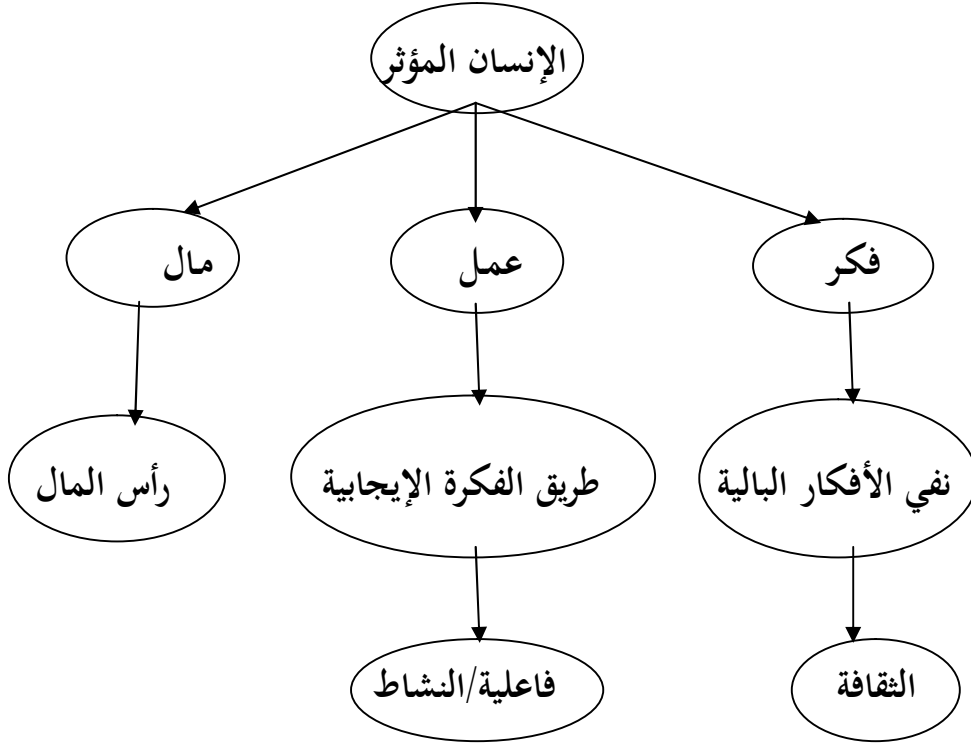 الإنسان المؤثر
فكر
عمل
مال
نفي الأفكار البالية
طريق الفكرة الإيجابية
رأس المال
الثقافة
فاعلية/النشاط